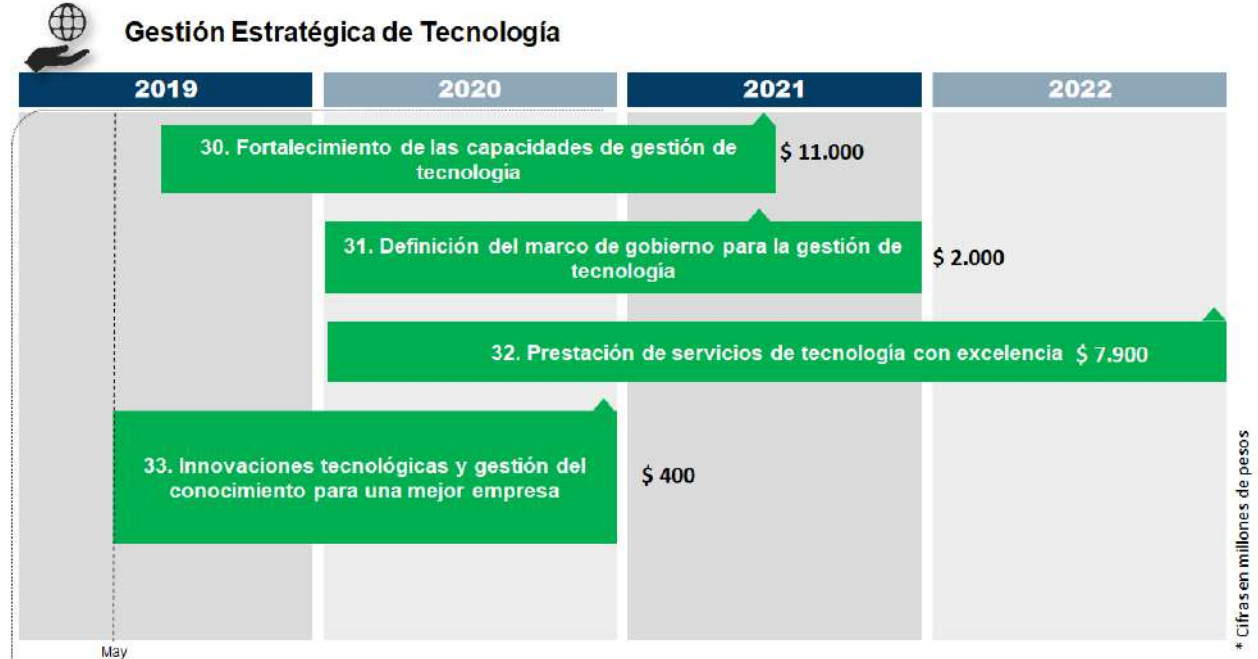 Gestión Estratégica de Tecnología
2019 2020 2021 2022
30. Fortalecimiento de las capacidades de gestión de
tecnología
$ 11.000
31. Definición del marco de gobierno para la gestión de
tecnología
$ 2.000
32. Prestación de servicios de tecnología con excelencia $ 7.900
33. Innovaciones tecnológicas y gestión del
conocimiento para una mejor empresa
$ 400
* Cifras en millones de pesos
May